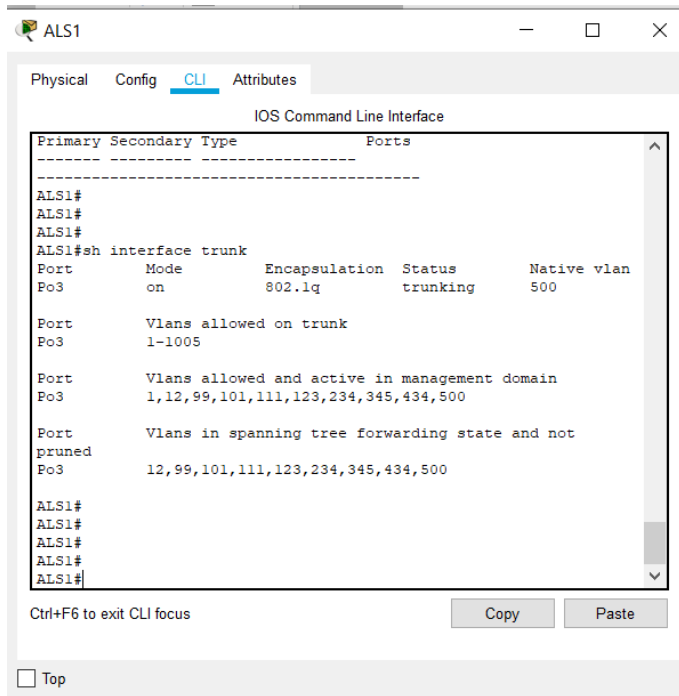 ALS1
Physical Config CLI Attributes
IOS Command Line Interface
Primary Secondary Type Ports
------- --------- -----------------
------------------------------------------
ALS1#
ALS1#
ALS1#
ALS1#sh interface trunk
Port Mode Encapsulation Status Native vlan
Po3 on 802.1q trunking 500
Port Vlans allowed on trunk
Po3 1-1005
Port Vlans allowed and active in management domain
Po3 1,12,99,101,111,123,234,345,434,500
Port Vlans in spanning tree forwarding state and not
pruned
Po3 12,99,101,111,123,234,345,434,500
ALS1#
ALS1#
ALS1#
ALS1#
ALS1#
Ctrl+F6 to exit CLI focus Copy Paste
Top